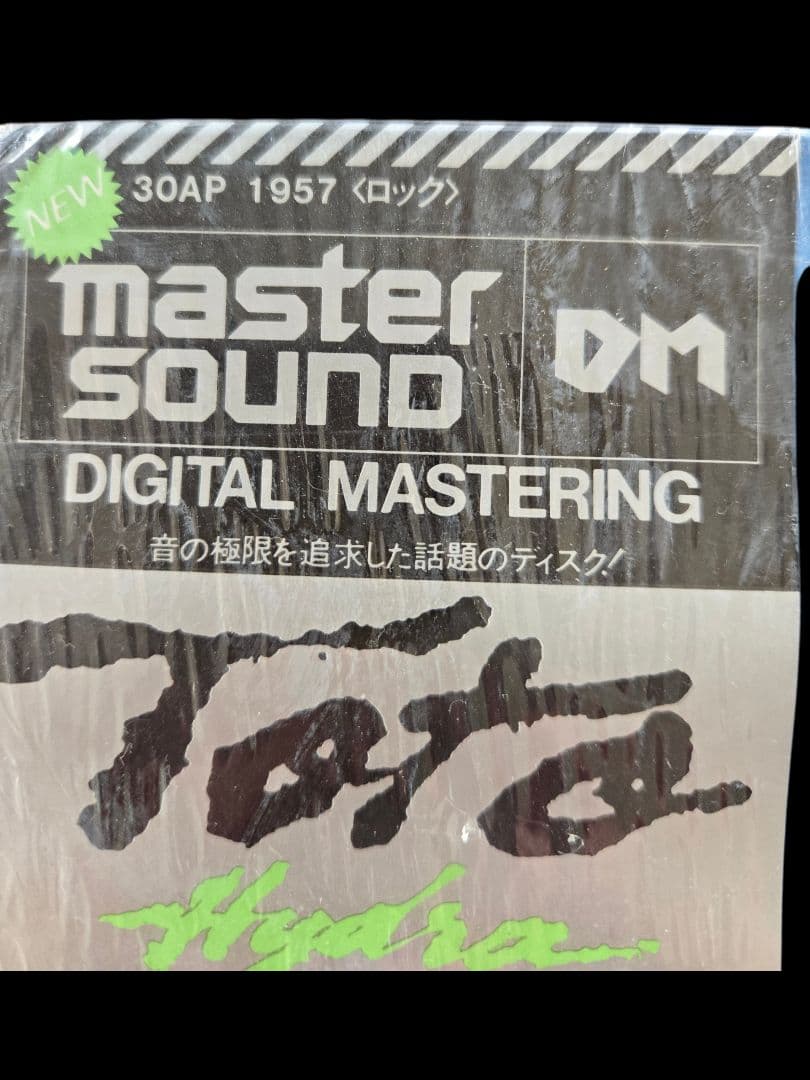 NEW
30AP 1957 〈ロック〉
master
sound
DM
DIGITAL MASTERING
音の極限を追求した話題のディスク!
Toto
Hydra